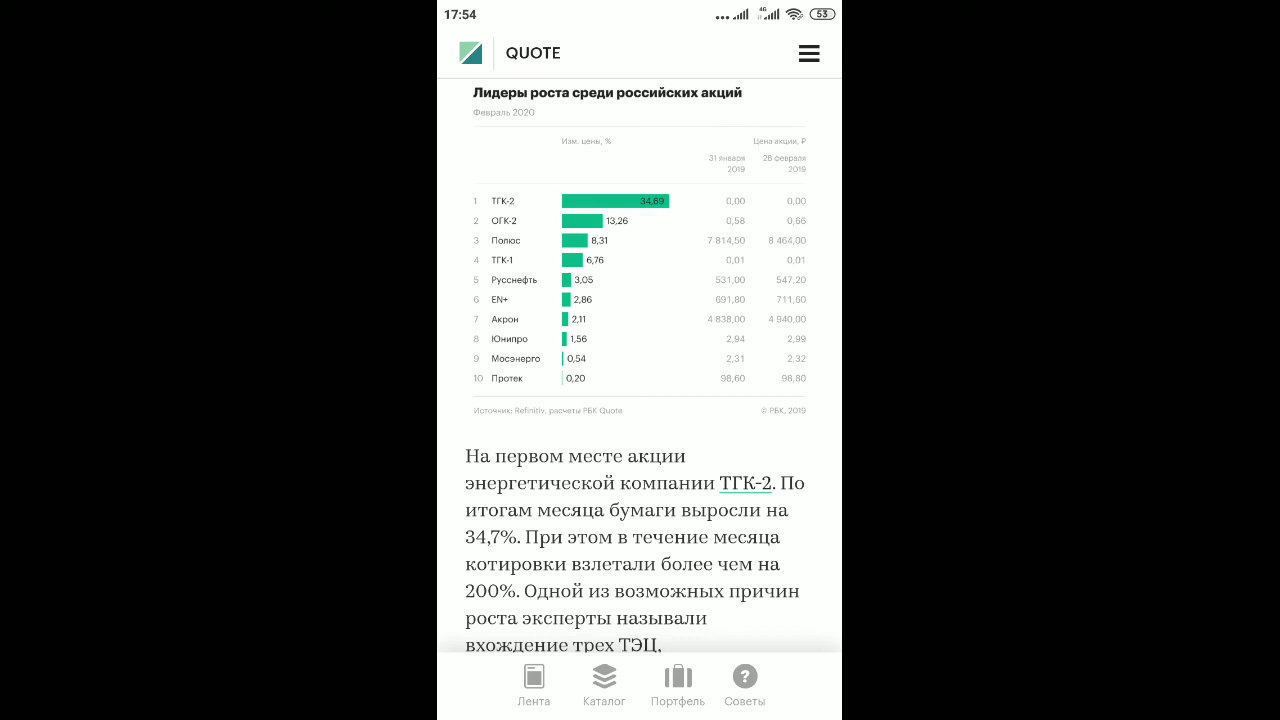 17:54
4G
53
QUOTE
Лидеры роста среди российских акций
Февраль 2020
Изм. цены, %
Цена акции, ₽
31 января 2019
28 февраля 2019
1 ТГК-2 34,69 0,00 0,00
2 ОГК-2 13,26 0,58 0,66
3 Полюс 8,31 7 814,50 8 464,00
4 ТГК-1 6,76 0,01 0,01
5 Русснефть 3,05 531,00 547,20
6 EN+ 2,86 691,80 711,60
7 Акрон 2,11 4 838,00 4 940,00
8 Юнипро 1,56 2,94 2,99
9 Мосэнерго 0,54 2,31 2,32
10 Протек 0,20 98,60 98,80
Источник: Refinitiv, расчеты РБК Quote © РБК, 2019
На первом месте акции
энергетической компании ТГК-2. По
итогам месяца бумаги выросли на
34,7%. При этом в течение месяца
котировки взлетали более чем на
200%. Одной из возможных причин
роста эксперты называли
вхождение трех ТЭЦ,
Лента Каталог Портфель Советы